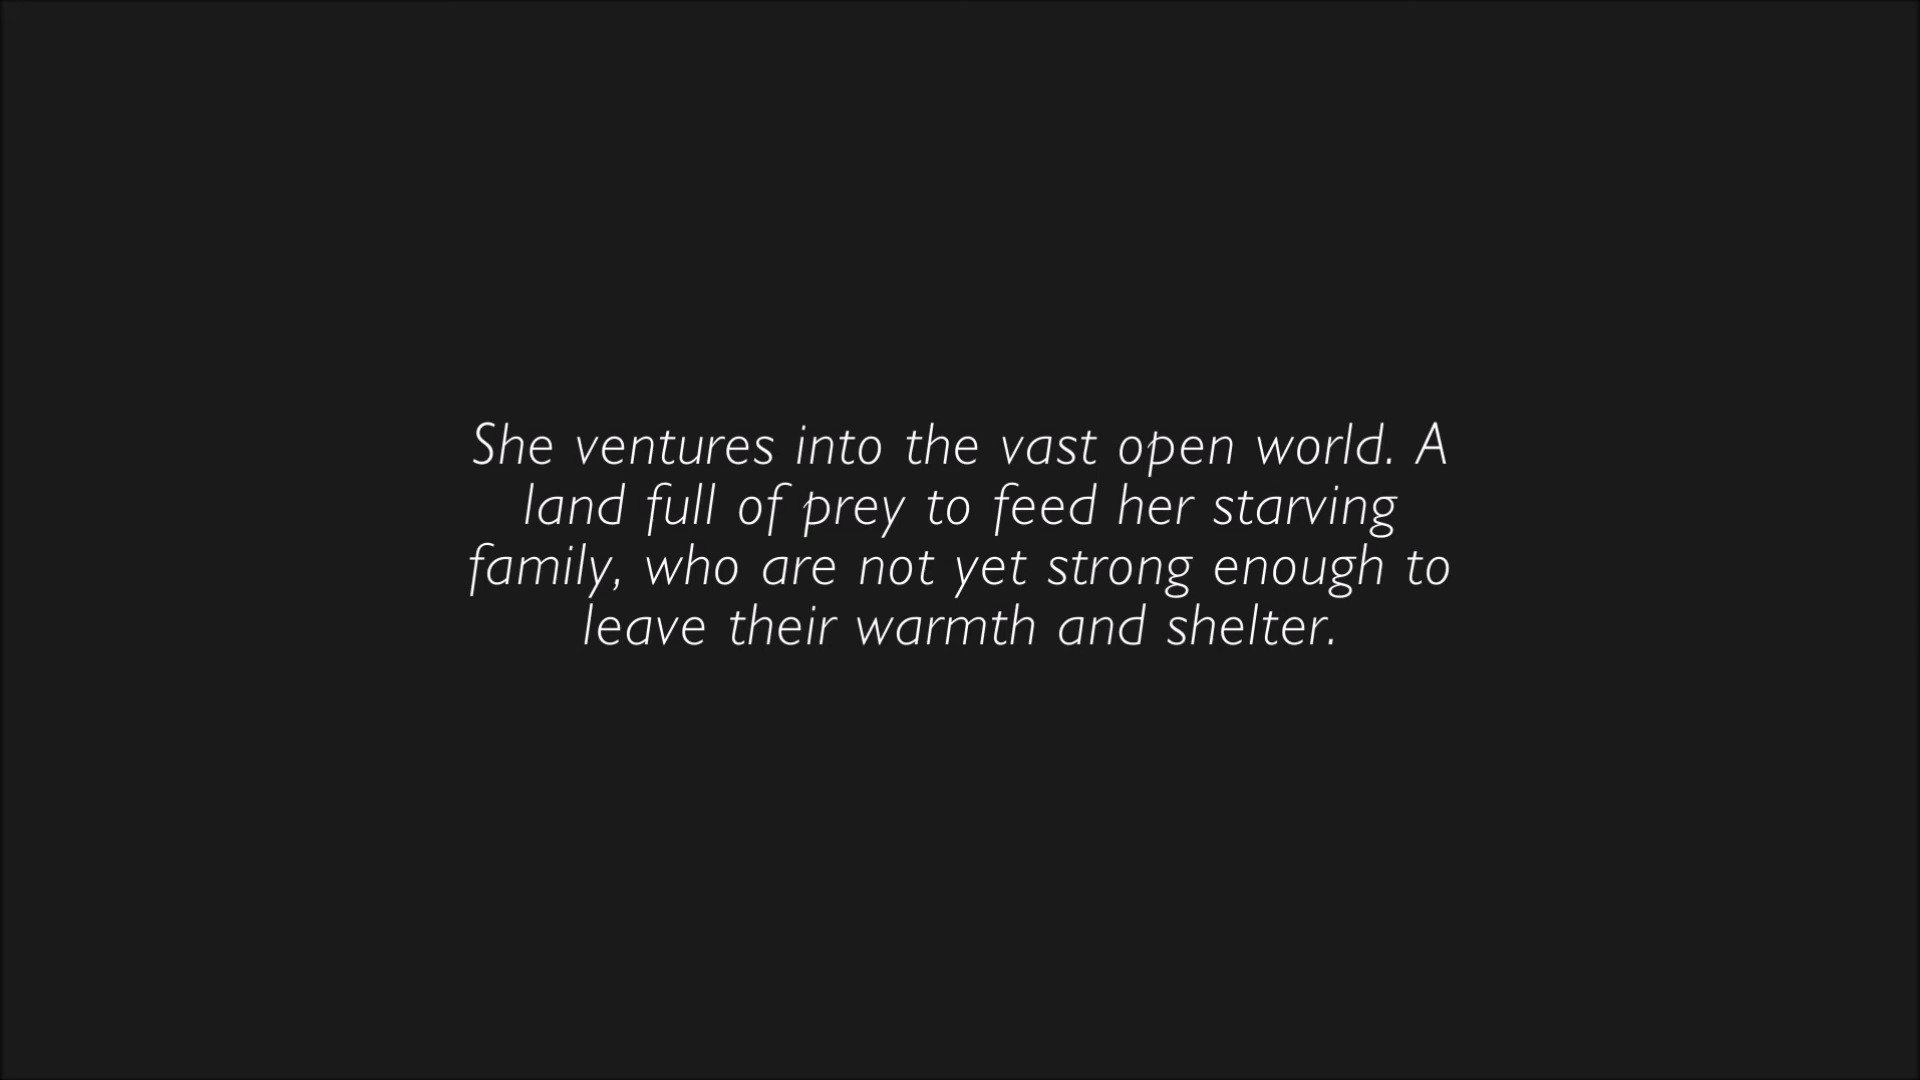 She ventures into the vast open world. A
land full of prey to feed her starving
family, who are not yet strong enough to
leave their warmth and shelter.